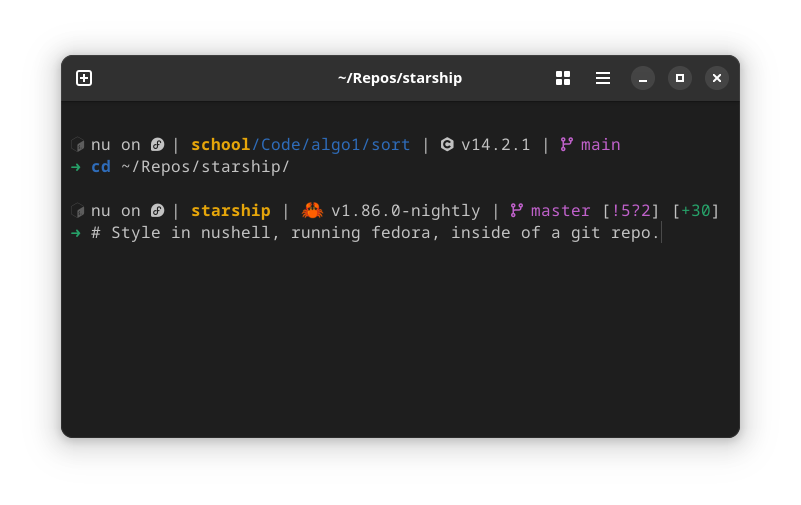 ~/Repos/starship
nu on | school/Code/algo1/sort | C v14.2.1 | main
➜ cd ~/Repos/starship/
nu on | starship | 🦀 v1.86.0-nightly | master [!5?2] [+30]
➜ # Style in nushell, running fedora, inside of a git repo.